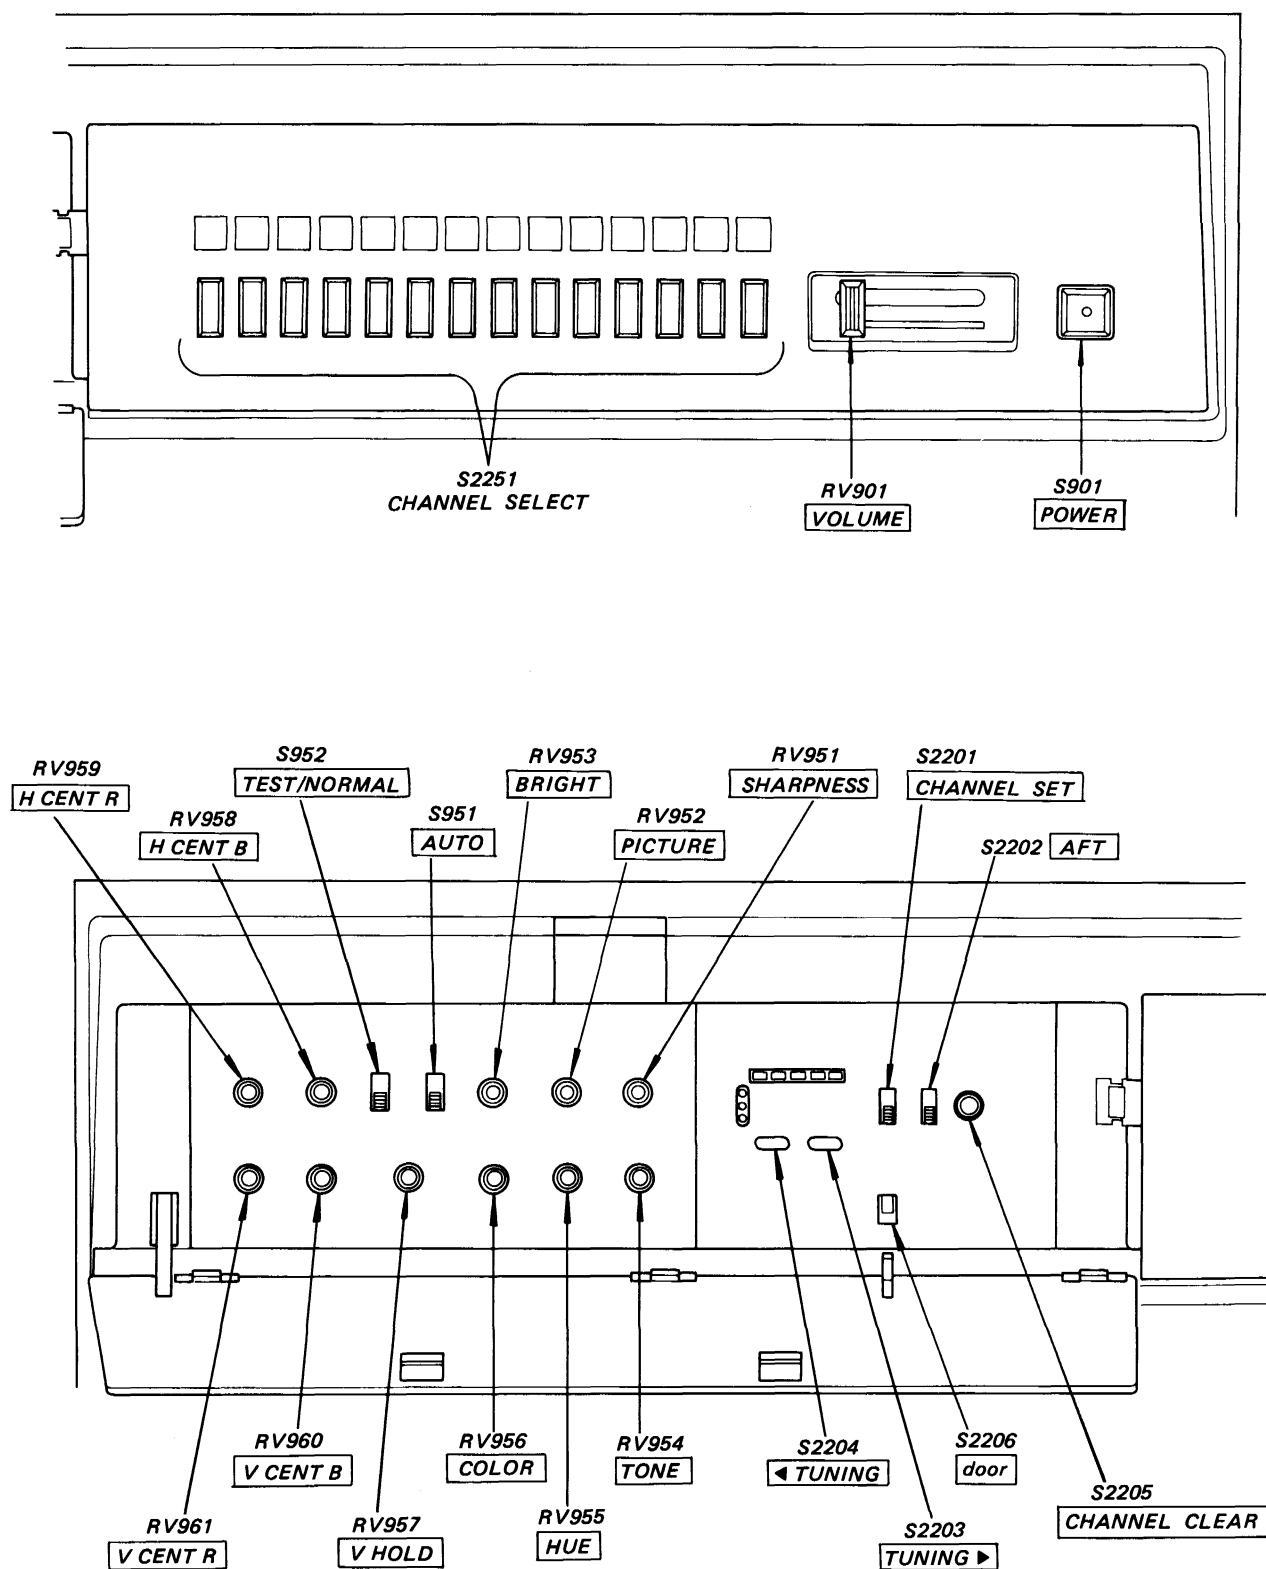 S2251
CHANNEL SELECT
RV901
VOLUME
S901
POWER
RV959
H CENT R
RV958
H CENT B
S952
TEST/NORMAL
S951
AUTO
RV953
BRIGHT
RV952
PICTURE
RV951
SHARPNESS
S2201
CHANNEL SET
S2202 AFT
RV961
V CENT R
RV960
V CENT B
RV957
V HOLD
RV956
COLOR
RV955
HUE
RV954
TONE
S2204
◀ TUNING
S2203
TUNING ▶
S2206
door
S2205
CHANNEL CLEAR